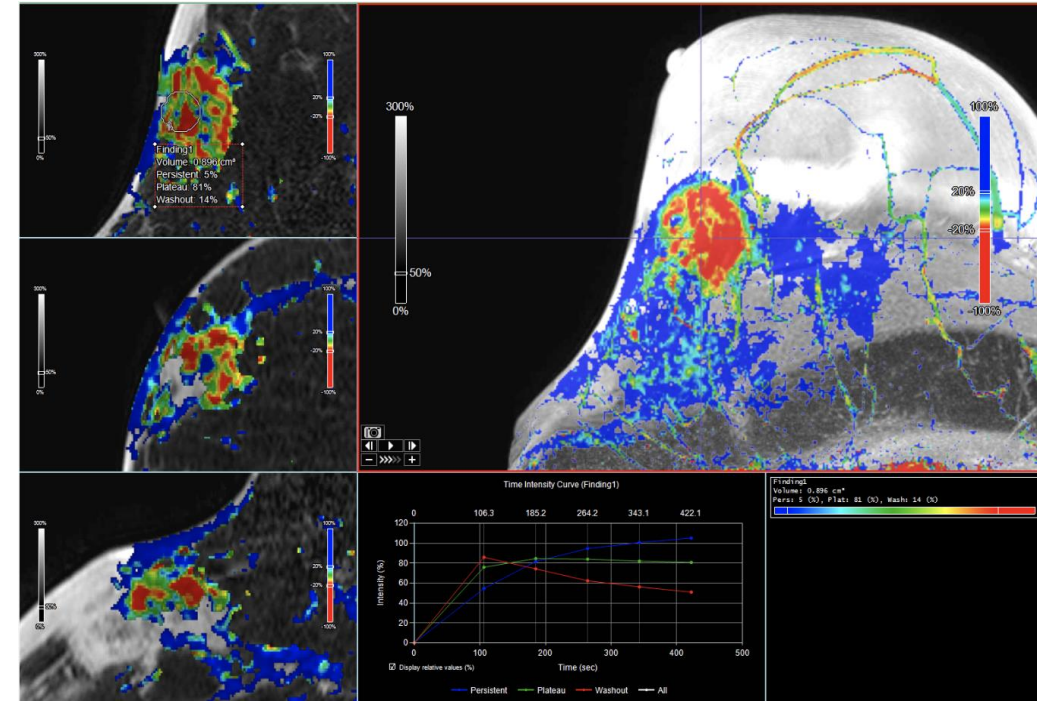 300%
50%
0%
100%
20%
-20%
-100%
Finding1
Volume: 0.896 cm³
Persistent: 5%
Plateau: 81%
Washout: 14%
300%
50%
0%
100%
20%
-20%
-100%
300%
50%
0%
100%
20%
-20%
-100%
300%
50%
0%
100%
20%
-20%
-100%
Time Intensity Curve (Finding1)
0 106.3 185.2 264.2 343.1 422.1
120
100
80
60
40
20
0
Intensity (%)
0 100 200 300 400 500
Display relative values (%)
Time (sec)
Persistent Plateau Washout All
Finding1
Volume: 0.896 cm³
Pers: 5 (%), Plat: 81 (%), Wash: 14 (%)